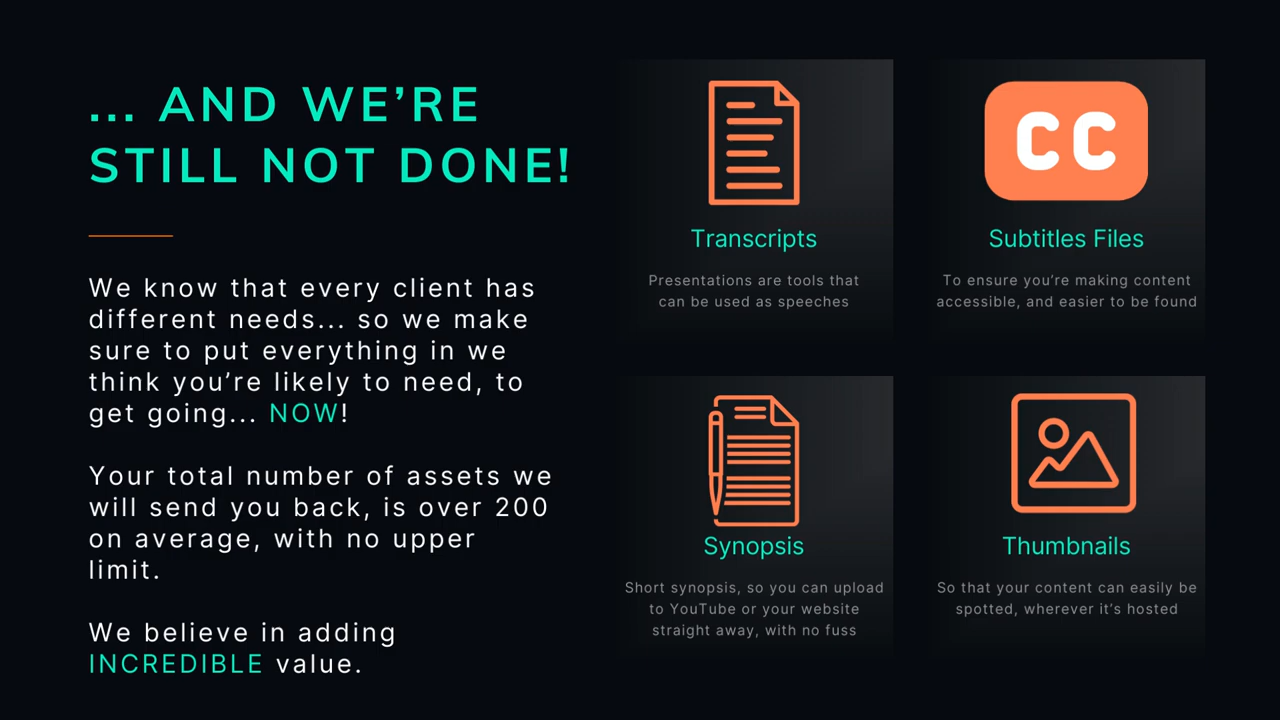 ... AND WE’RE
STILL NOT DONE!
We know that every client has
different needs... so we make
sure to put everything in we
think you’re likely to need, to
get going... NOW!
Your total number of assets we
will send you back, is over 200
on average, with no upper
limit.
We believe in adding
INCREDIBLE value.
Transcripts
Presentations are tools that
can be used as speeches
CC
Subtitles Files
To ensure you’re making content
accessible, and easier to be found
Synopsis
Short synopsis, so you can upload
to YouTube or your website
straight away, with no fuss
Thumbnails
So that your content can easily be
spotted, wherever it’s hosted